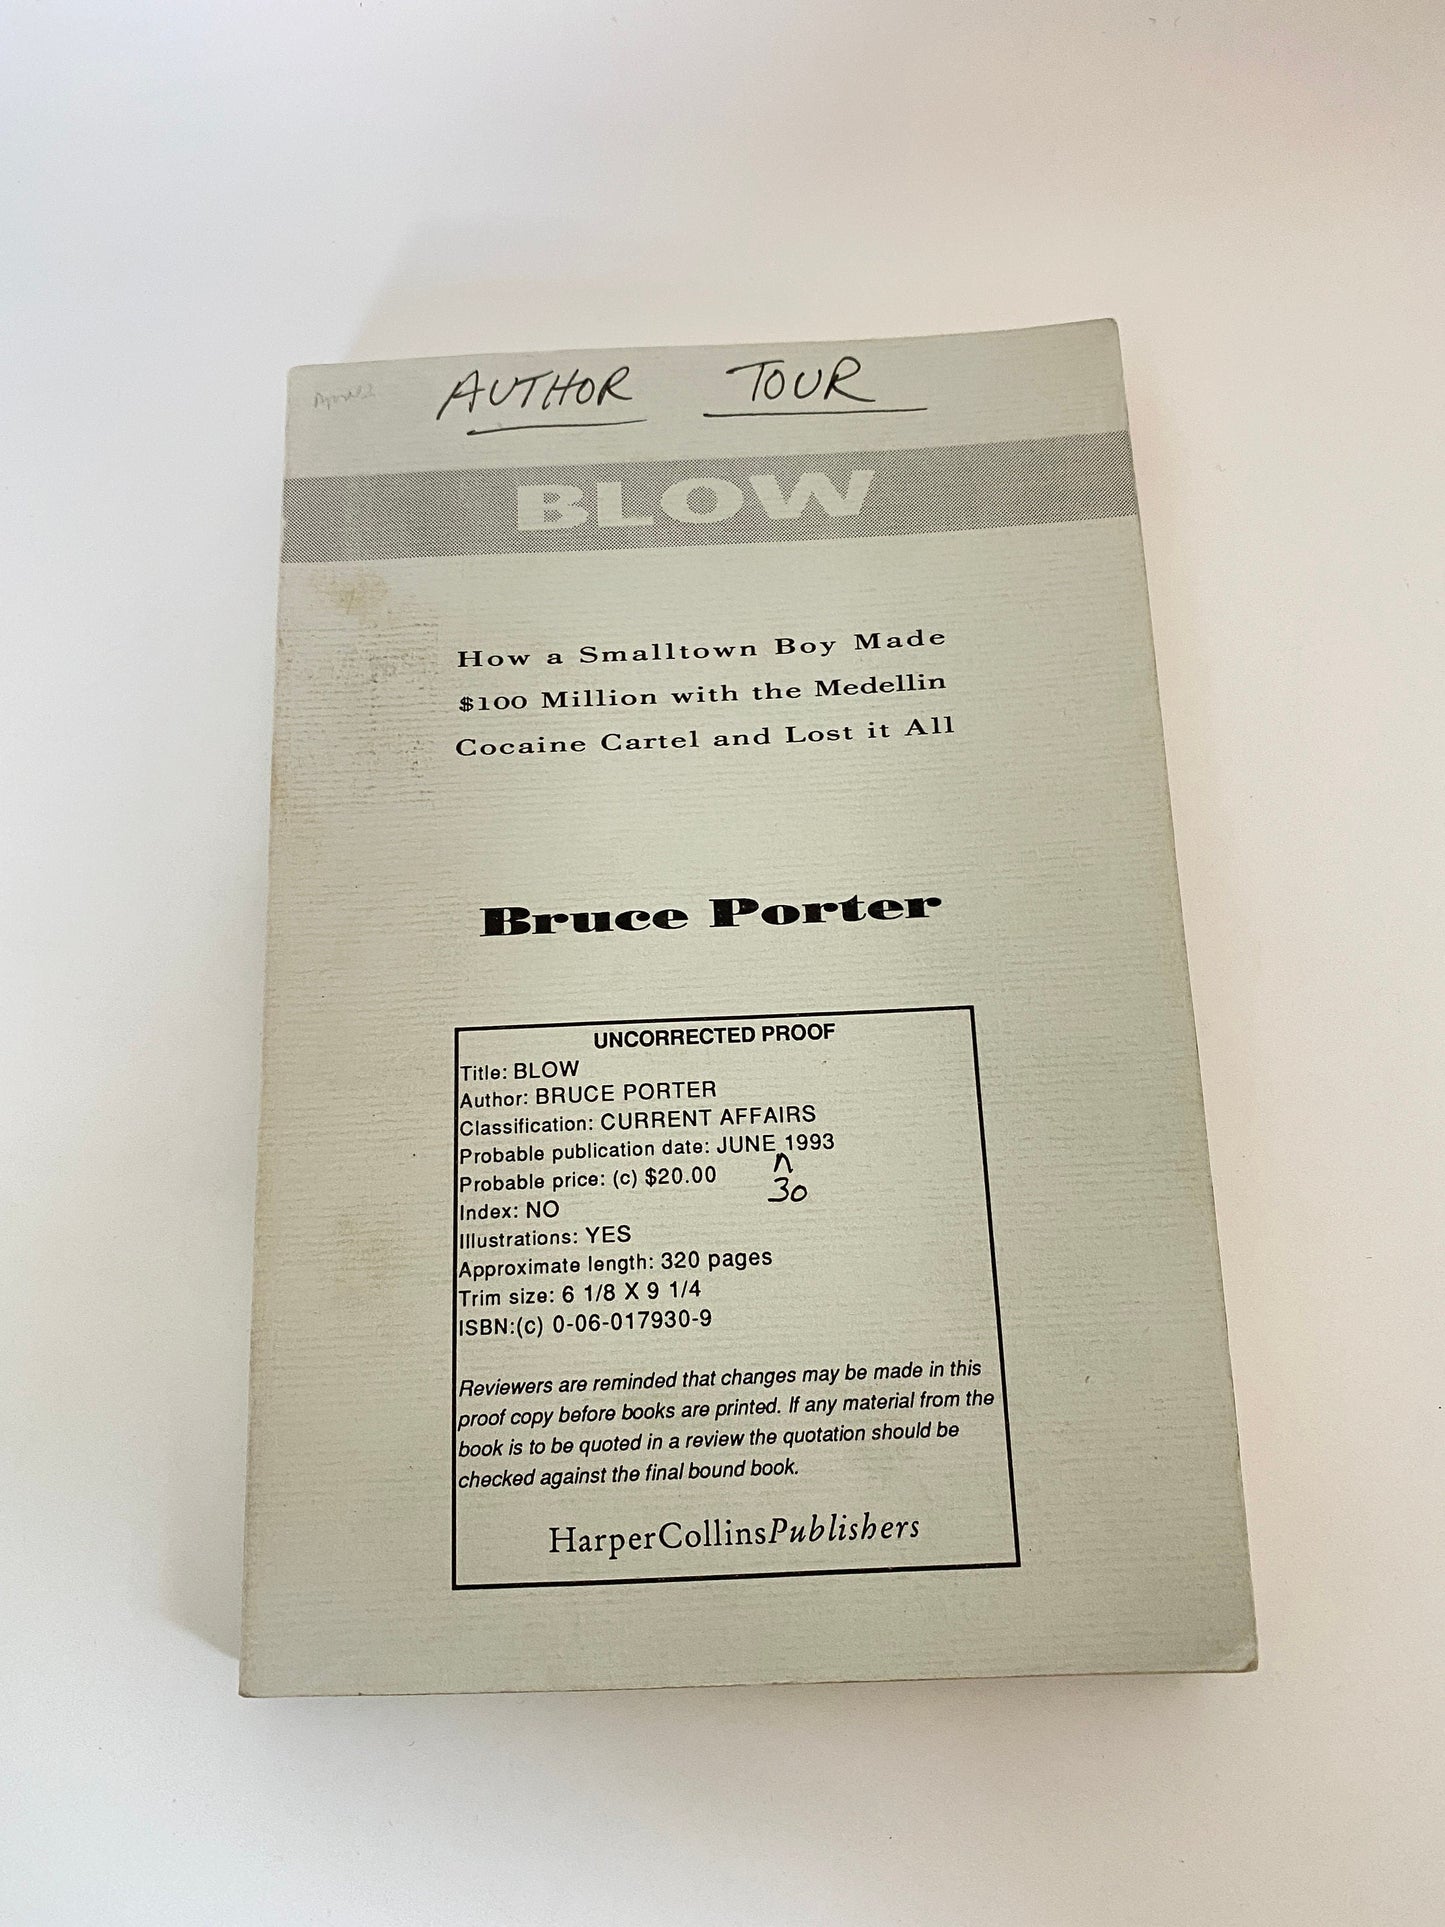 AUTHOR TOUR
BLOW
How a Smalltown Boy Made
$100 Million with the Medellin
Cocaine Cartel and Lost it All
Bruce Porter
UNCORRECTED PROOF
Title: BLOW
Author: BRUCE PORTER
Classification: CURRENT AFFAIRS
Probable publication date: JUNE 1993
30
Probable price: (c) $20.00
Index: NO
Illustrations: YES
Approximate length: 320 pages
Trim size: 6 1/8 X 9 1/4
ISBN:(c) 0-06-017930-9
Reviewers are reminded that changes may be made in this
proof copy before books are printed. If any material from the
book is to be quoted in a review the quotation should be
checked against the final bound book.
HarperCollinsPublishers